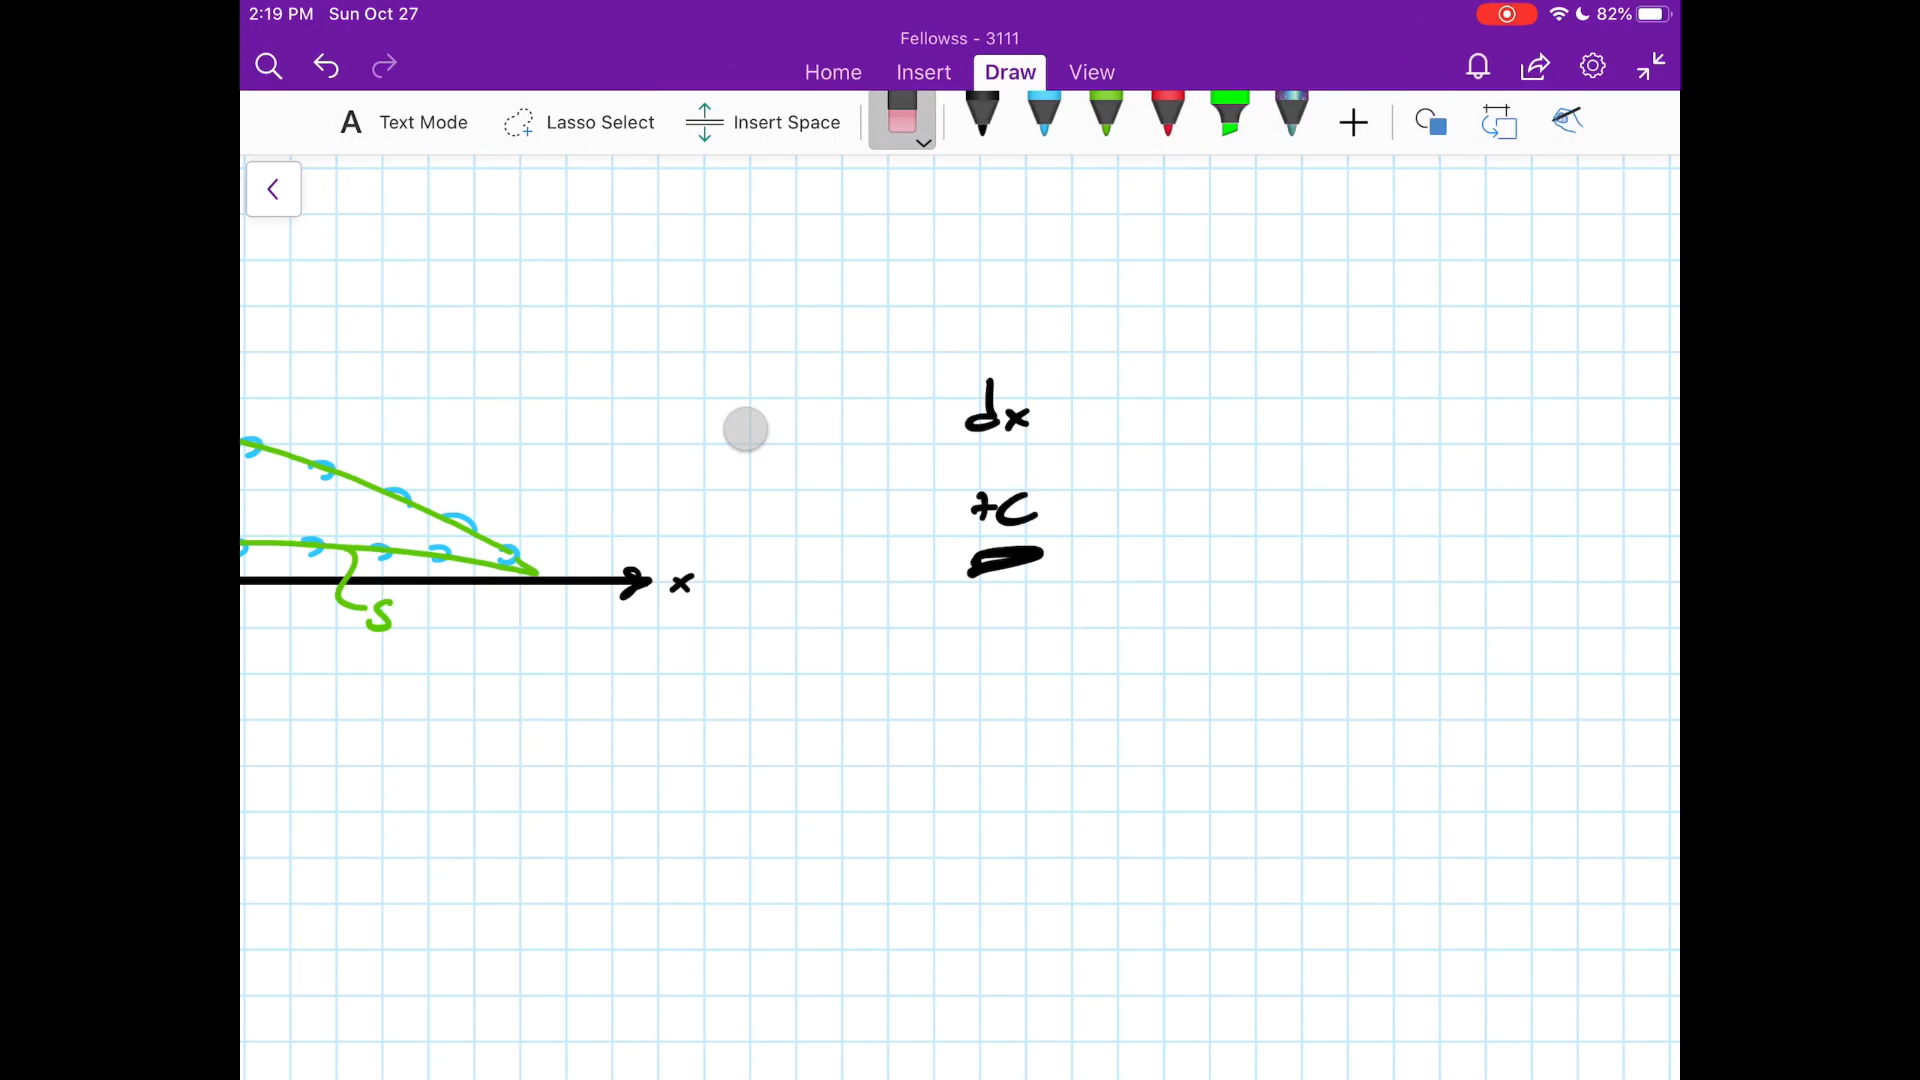 2:19 PM Sun Oct 27
82%
Fellowss - 3111
Home Insert Draw View
A Text Mode Lasso Select Insert Space
dx
+C
x
S